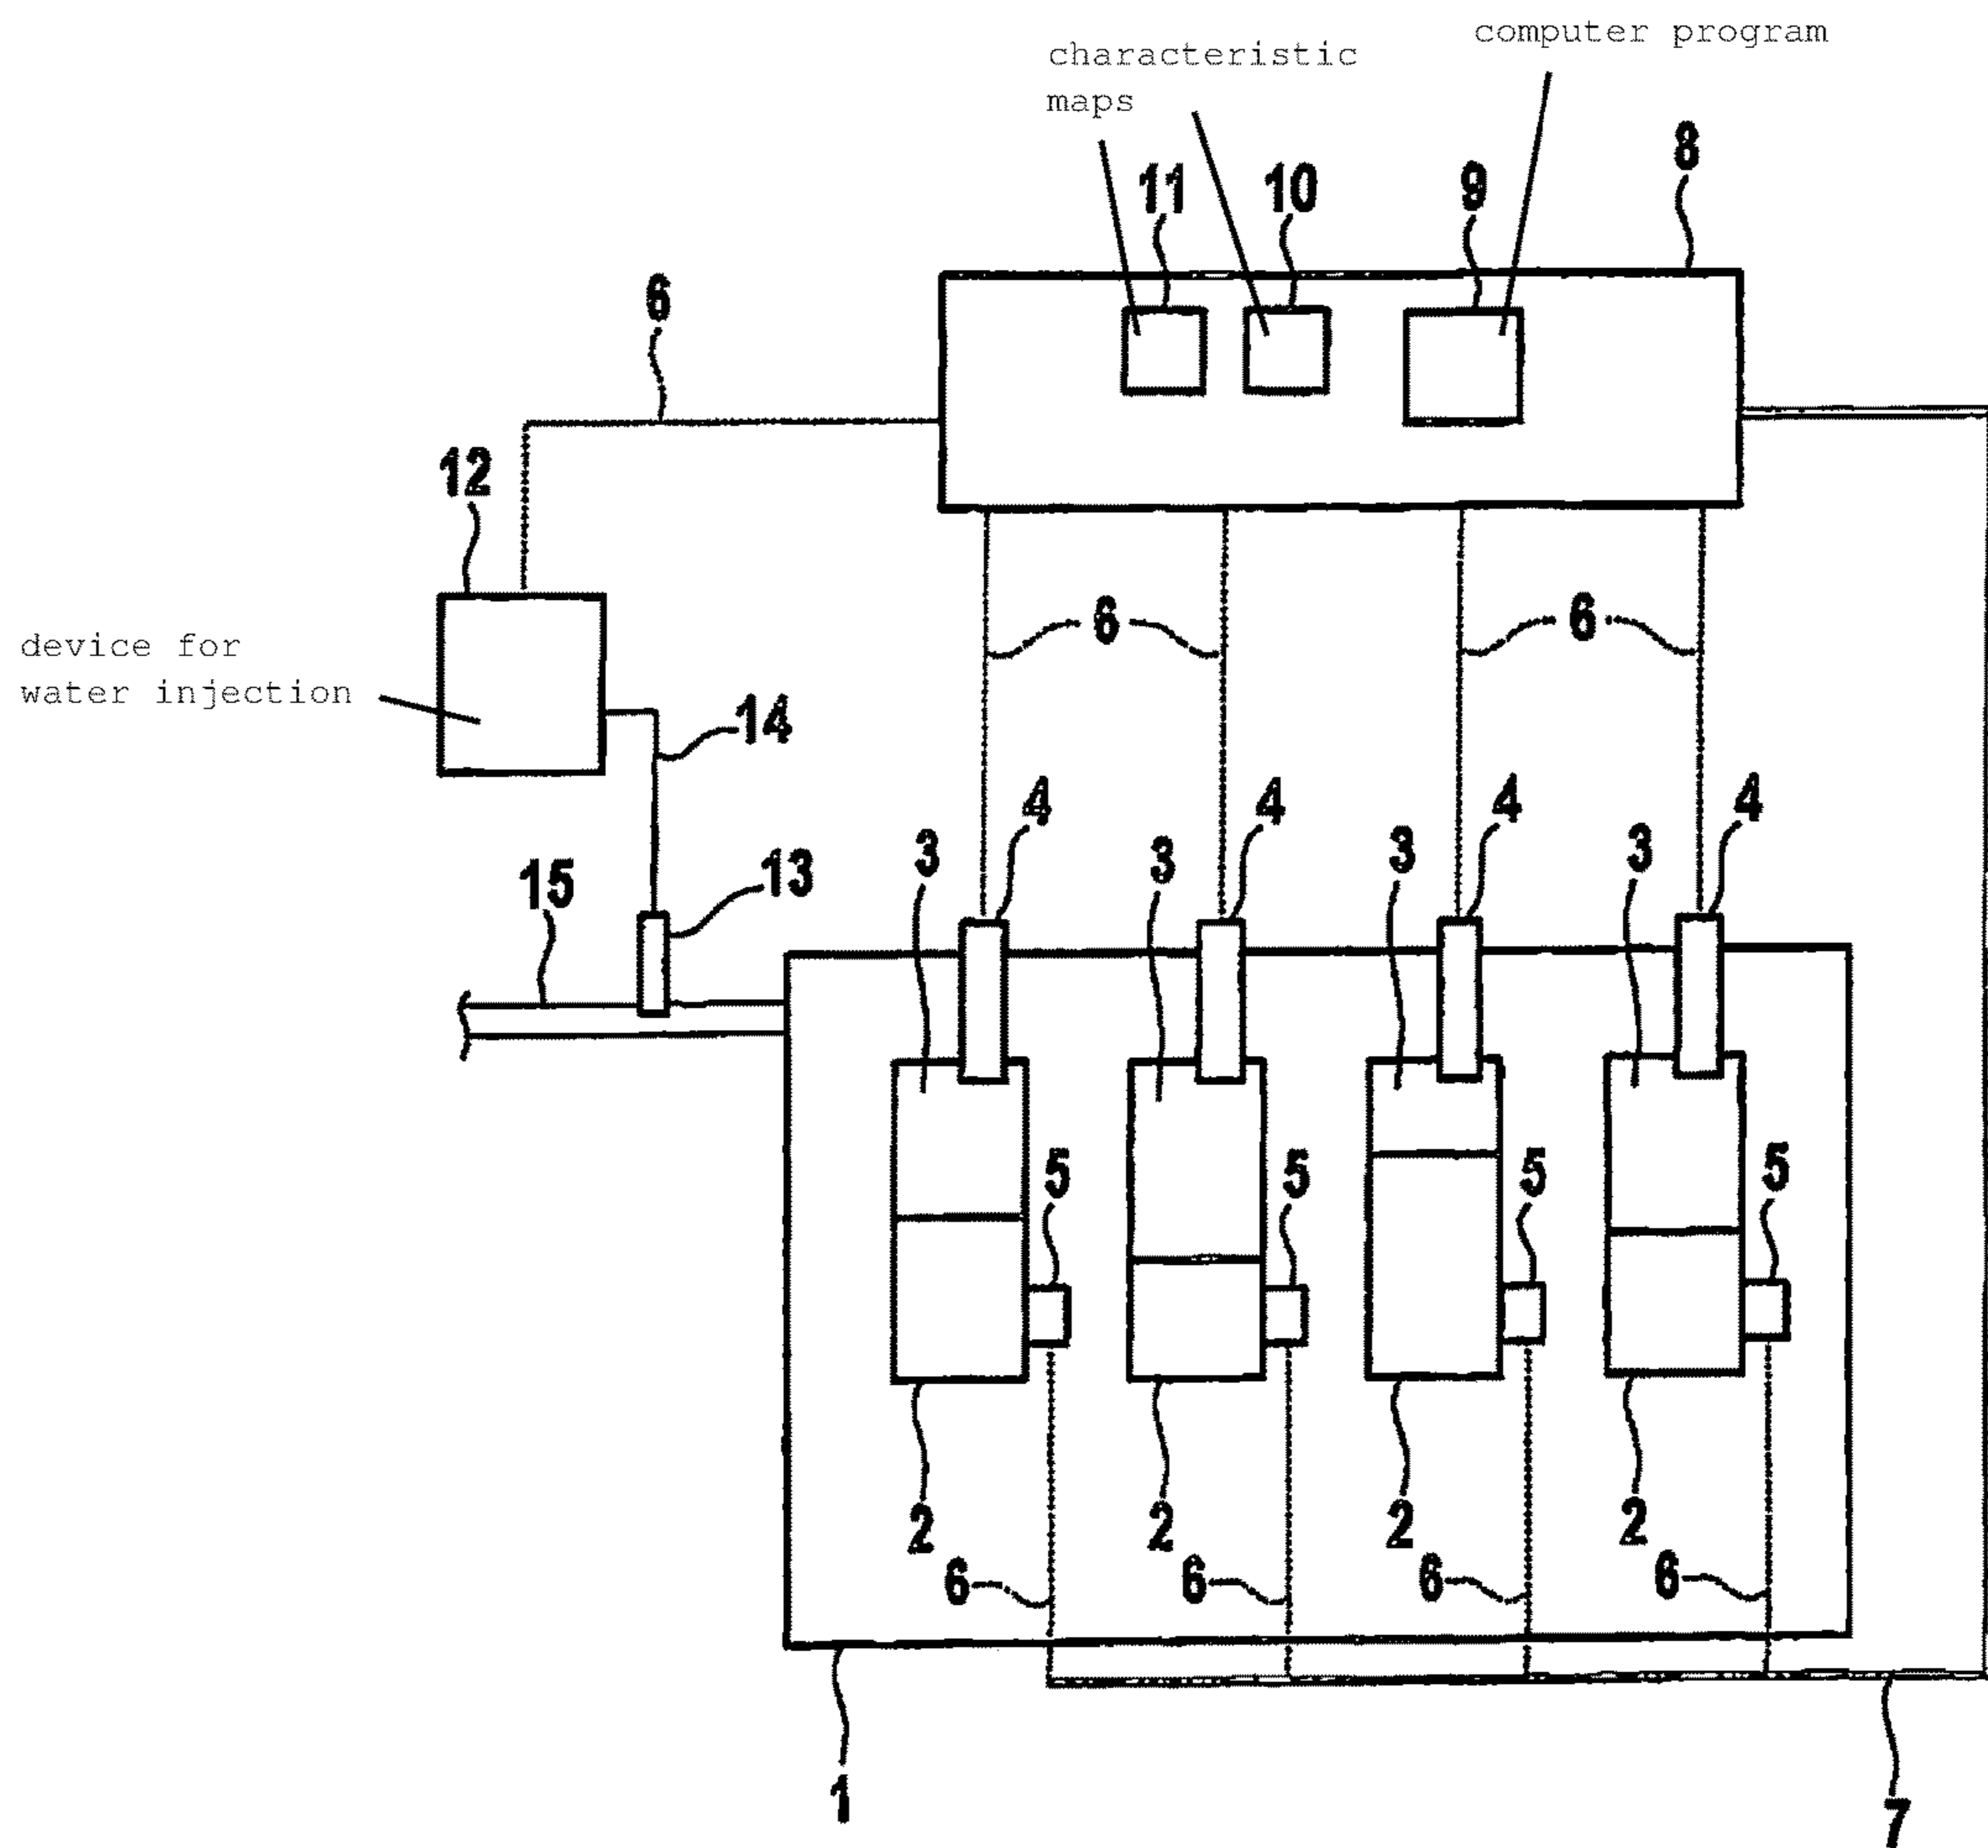 computer program
characteristic
maps
8
11 10 9
6
12
device for
water injection
6 6
14
4 4 4 4
3 3 3 3
13
15
5 5 5 5
2 2 2 2
6 6 6 6
1
7